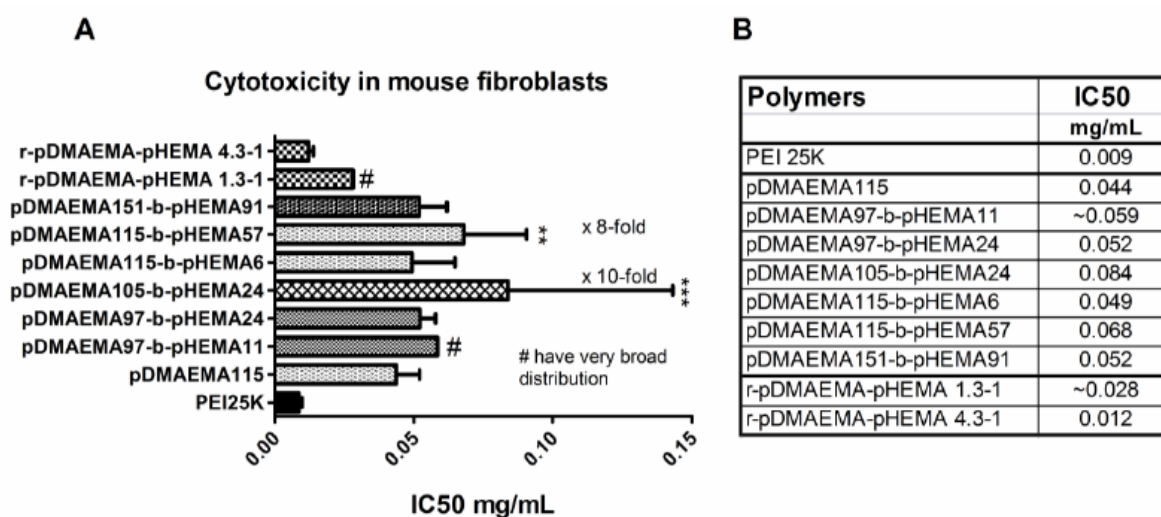 A
Cytotoxicity in mouse fibroblasts
r-pDMAEMA-pHEMA 4.3-1
r-pDMAEMA-pHEMA 1.3-1
#
pDMAEMA151-b-pHEMA91
pDMAEMA115-b-pHEMA57
**
x 8-fold
pDMAEMA115-b-pHEMA6
pDMAEMA105-b-pHEMA24
x 10-fold
***
pDMAEMA97-b-pHEMA24
pDMAEMA97-b-pHEMA11
#
# have very broad
distribution
pDMAEMA115
PEI25K
0.00
0.05
0.10
0.15
IC50 mg/mL
B
Polymers IC50
mg/mL
PEI 25K 0.009
pDMAEMA115 0.044
pDMAEMA97-b-pHEMA11 ~0.059
pDMAEMA97-b-pHEMA24 0.052
pDMAEMA105-b-pHEMA24 0.084
pDMAEMA115-b-pHEMA6 0.049
pDMAEMA115-b-pHEMA57 0.068
pDMAEMA151-b-pHEMA91 0.052
r-pDMAEMA-pHEMA 1.3-1 ~0.028
r-pDMAEMA-pHEMA 4.3-1 0.012